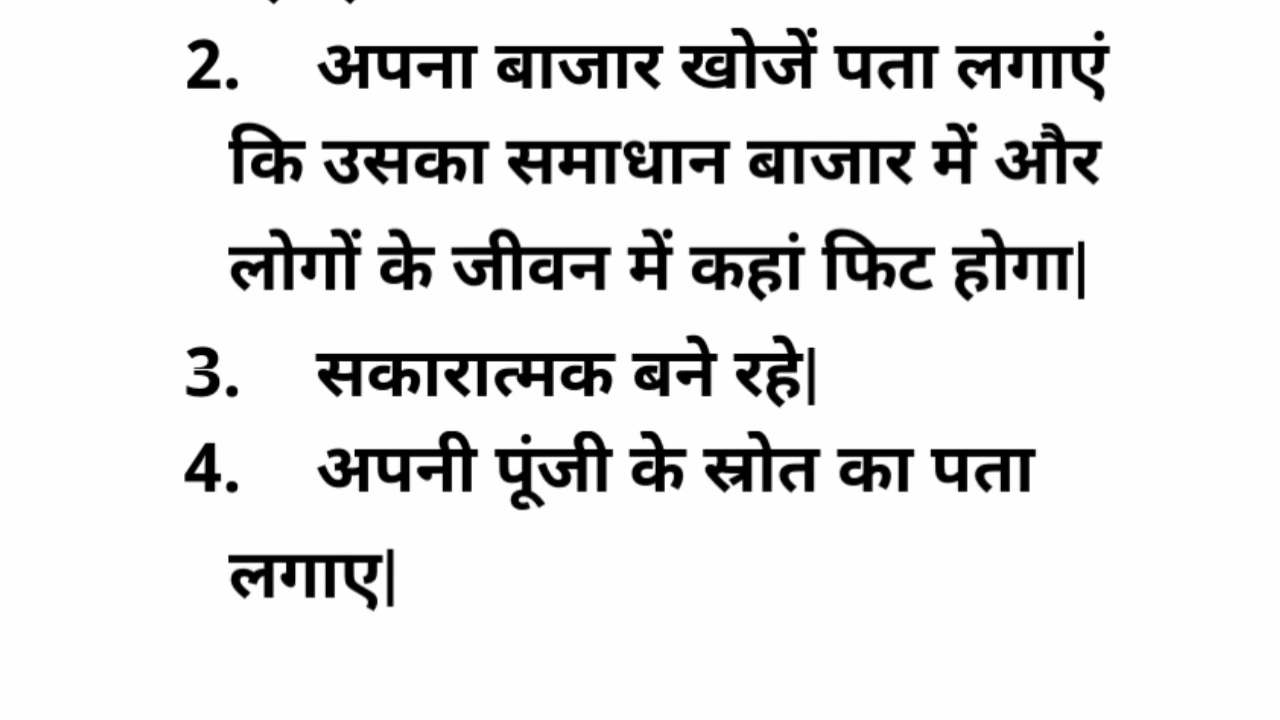 2. अपना बाजार खोजें पता लगाएं
कि उसका समाधान बाजार में और
लोगों के जीवन में कहां फिट होगा|
3. सकारात्मक बने रहे|
4. अपनी पूंजी के स्रोत का पता
लगाए|